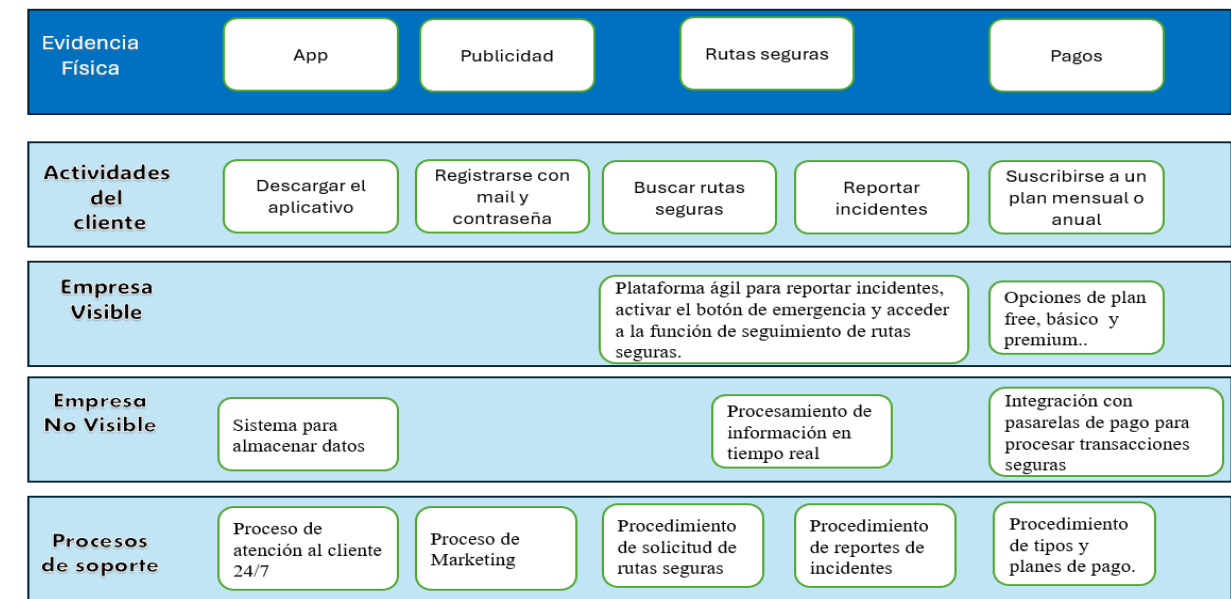 Evidencia
Física
App
Publicidad
Rutas seguras
Pagos
Actividades
del
cliente
Descargar el
aplicativo
Registrarse con
mail y
contraseña
Buscar rutas
seguras
Reportar
incidentes
Suscribirse a un
plan mensual o
anual
Empresa
Visible
Plataforma ágil para reportar incidentes,
activar el botón de emergencia y acceder
a la función de seguimiento de rutas
seguras.
Opciones de plan
free, básico y
premium..
Empresa
No Visible
Sistema para
almacenar datos
Procesamiento de
información en
tiempo real
Integración con
pasarelas de pago para
procesar transacciones
seguras
Procesos
de soporte
Proceso de
atención al cliente
24/7
Proceso de
Marketing
Procedimiento
de solicitud de
rutas seguras
Procedimiento
de reportes de
incidentes
Procedimiento
de tipos y
planes de pago.